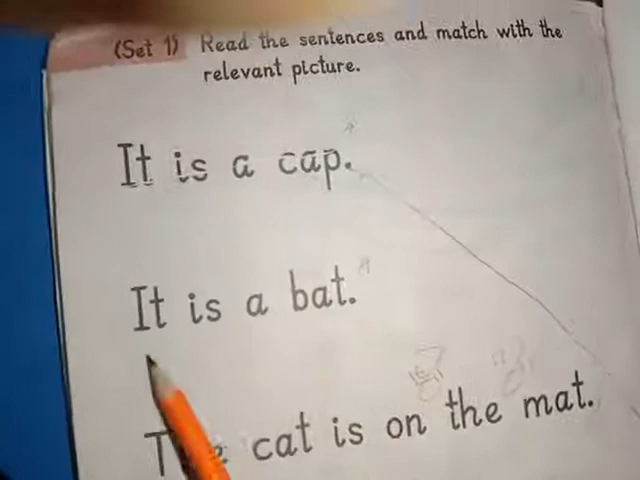 (Set 1) Read the sentences and match with the
relevant picture.
It is a cap.
It is a bat.
The cat is on the mat.